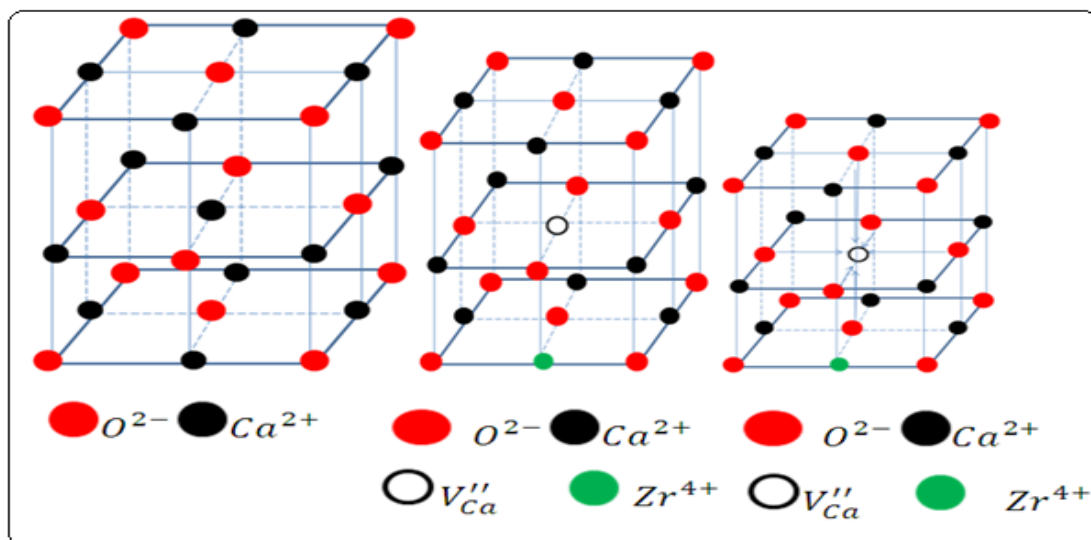 O²⁻ Ca²⁺ O²⁻ Ca²⁺ O²⁻ Ca²⁺
V″Ca Zr⁴⁺ V″Ca Zr⁴⁺